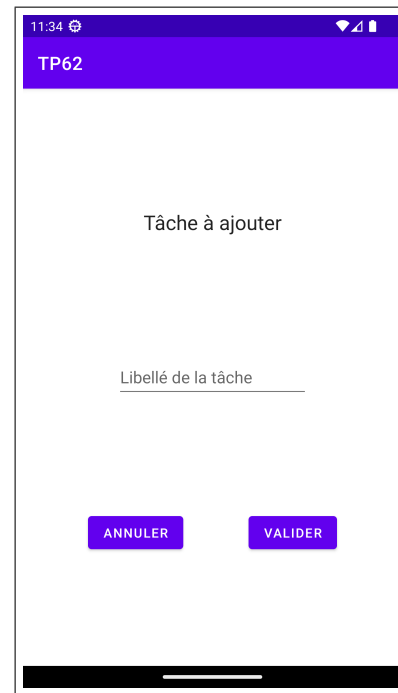 11:34
TP62
Tâche à ajouter
Libellé de la tâche
ANNULER VALIDER